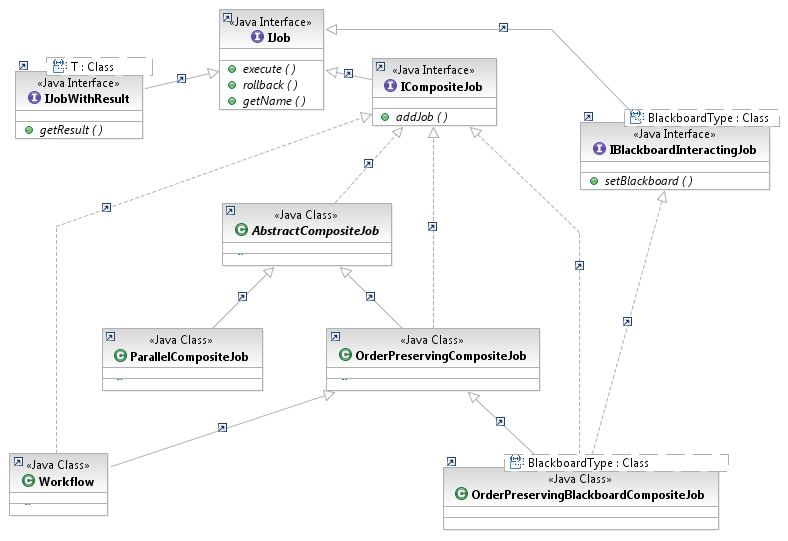 «Java Interface»
IJob
execute ( )
rollback ( )
getName ( )
T : Class
«Java Interface»
IJobWithResult
getResult ( )
«Java Interface»
ICompositeJob
addJob ( )
BlackboardType : Class
«Java Interface»
IBlackboardInteractingJob
setBlackboard ( )
«Java Class»
AbstractCompositeJob
«Java Class»
ParallelCompositeJob
«Java Class»
OrderPreservingCompositeJob
«Java Class»
Workflow
BlackboardType : Class
«Java Class»
OrderPreservingBlackboardCompositeJob